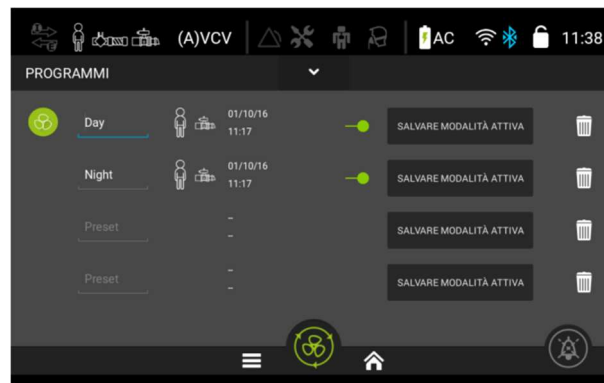 (A)VCV AC 11:38
PROGRAMMI
Day 01/10/16 SALVARE MODALITÀ ATTIVA
11:17
Night 01/10/16 SALVARE MODALITÀ ATTIVA
11:17
Preset – SALVARE MODALITÀ ATTIVA
–
Preset – SALVARE MODALITÀ ATTIVA
–